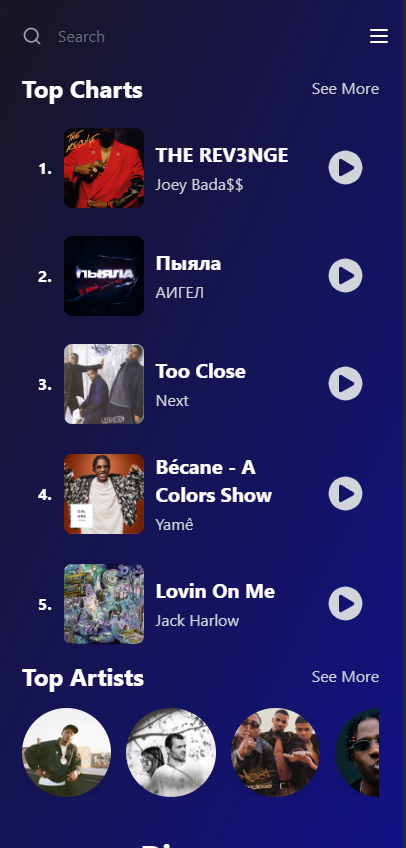 Search
Top Charts
See More
1.
THE REV3NGE
Joey Bada$$
2.
ПЫЯЛА
Пыяла
АИГЕЛ
3.
Too Close
Next
4.
Bécane - A
Colors Show
Yamê
5.
Lovin On Me
Jack Harlow
Top Artists
See More